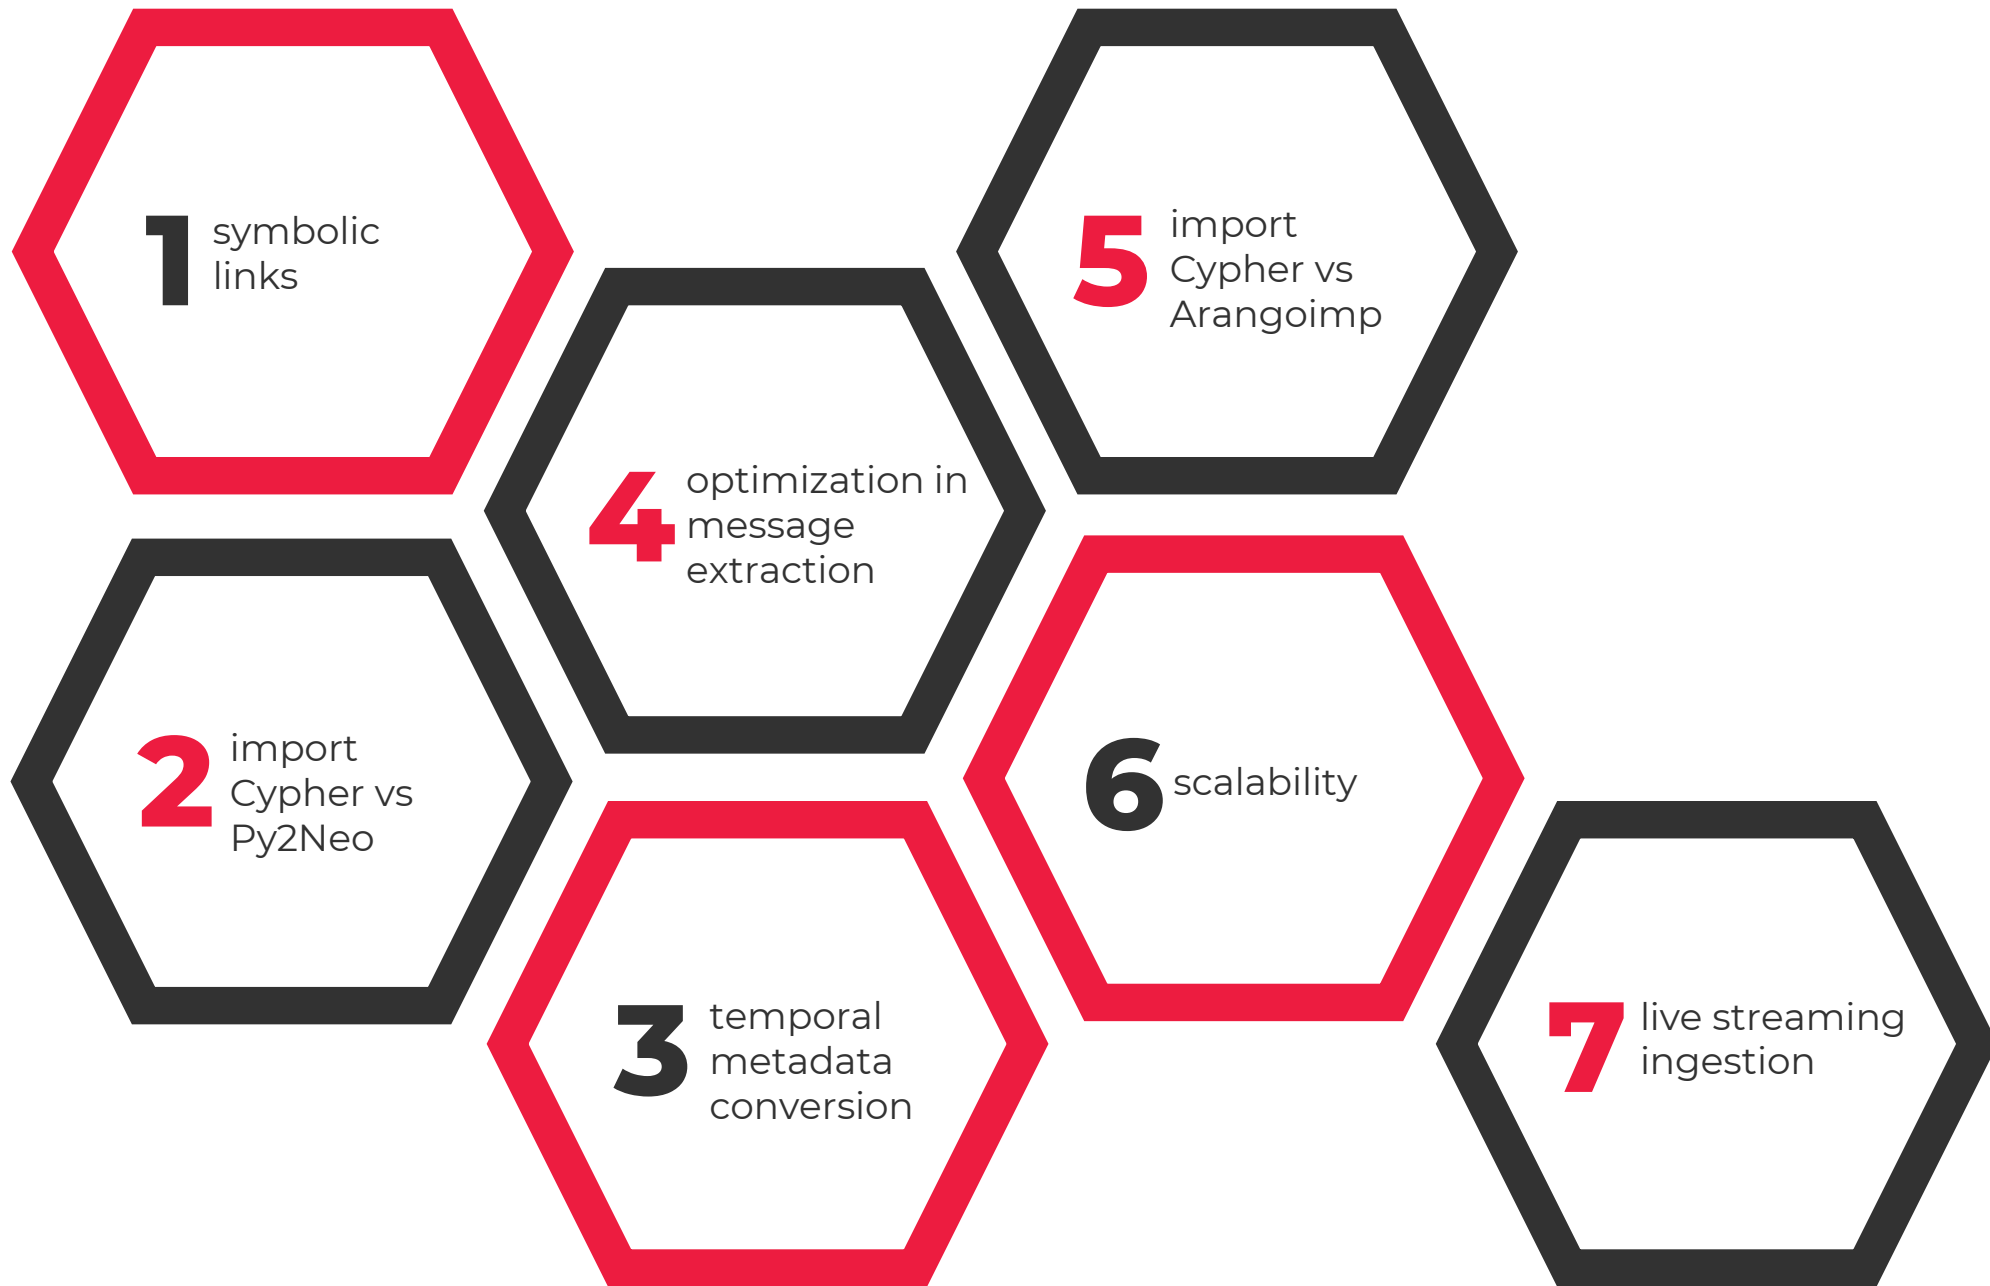 1 symbolic
links
2 import
Cypher vs
Py2Neo
3 temporal
metadata
conversion
4 optimization in
message
extraction
5 import
Cypher vs
Arangoimp
6 scalability
7 live streaming
ingestion